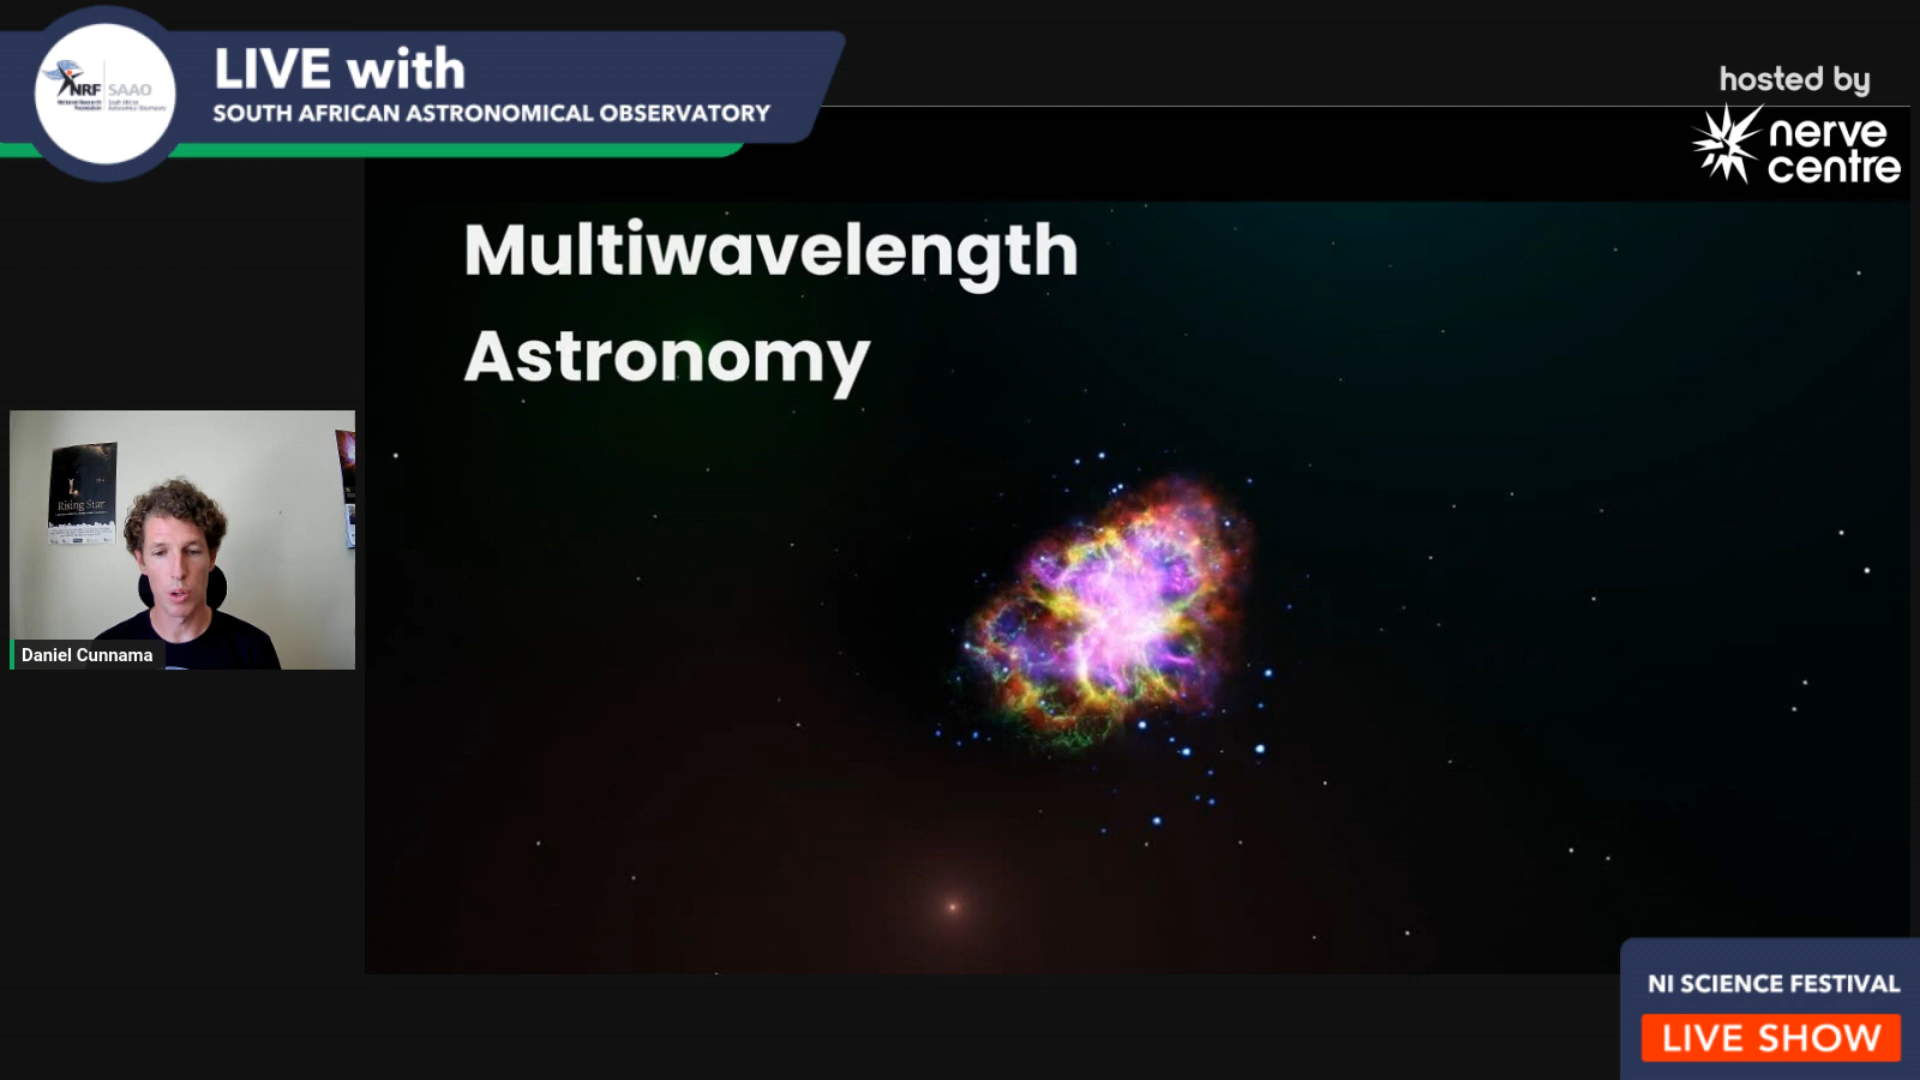 LIVE with
SOUTH AFRICAN ASTRONOMICAL OBSERVATORY
NRF
SAAO
hosted by
nerve
centre
Multiwavelength
Astronomy
Rising Star
Daniel Cunnama
NI SCIENCE FESTIVAL
LIVE SHOW